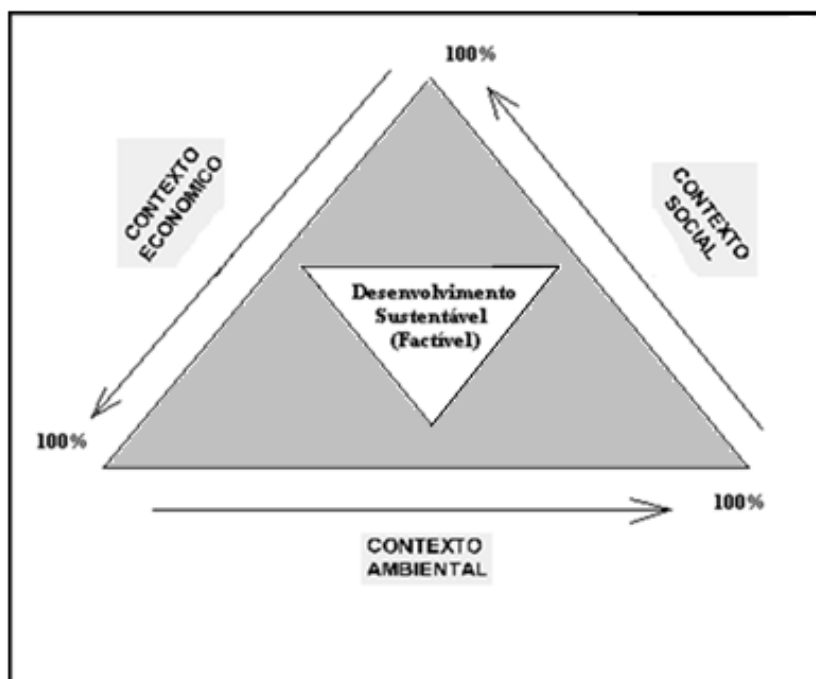 100%
CONTEXTO
ECONOMICO
CONTEXTO
SOCIAL
Desenvolvimento
Sustentável
(Factível)
100%
100%
CONTEXTO
AMBIENTAL